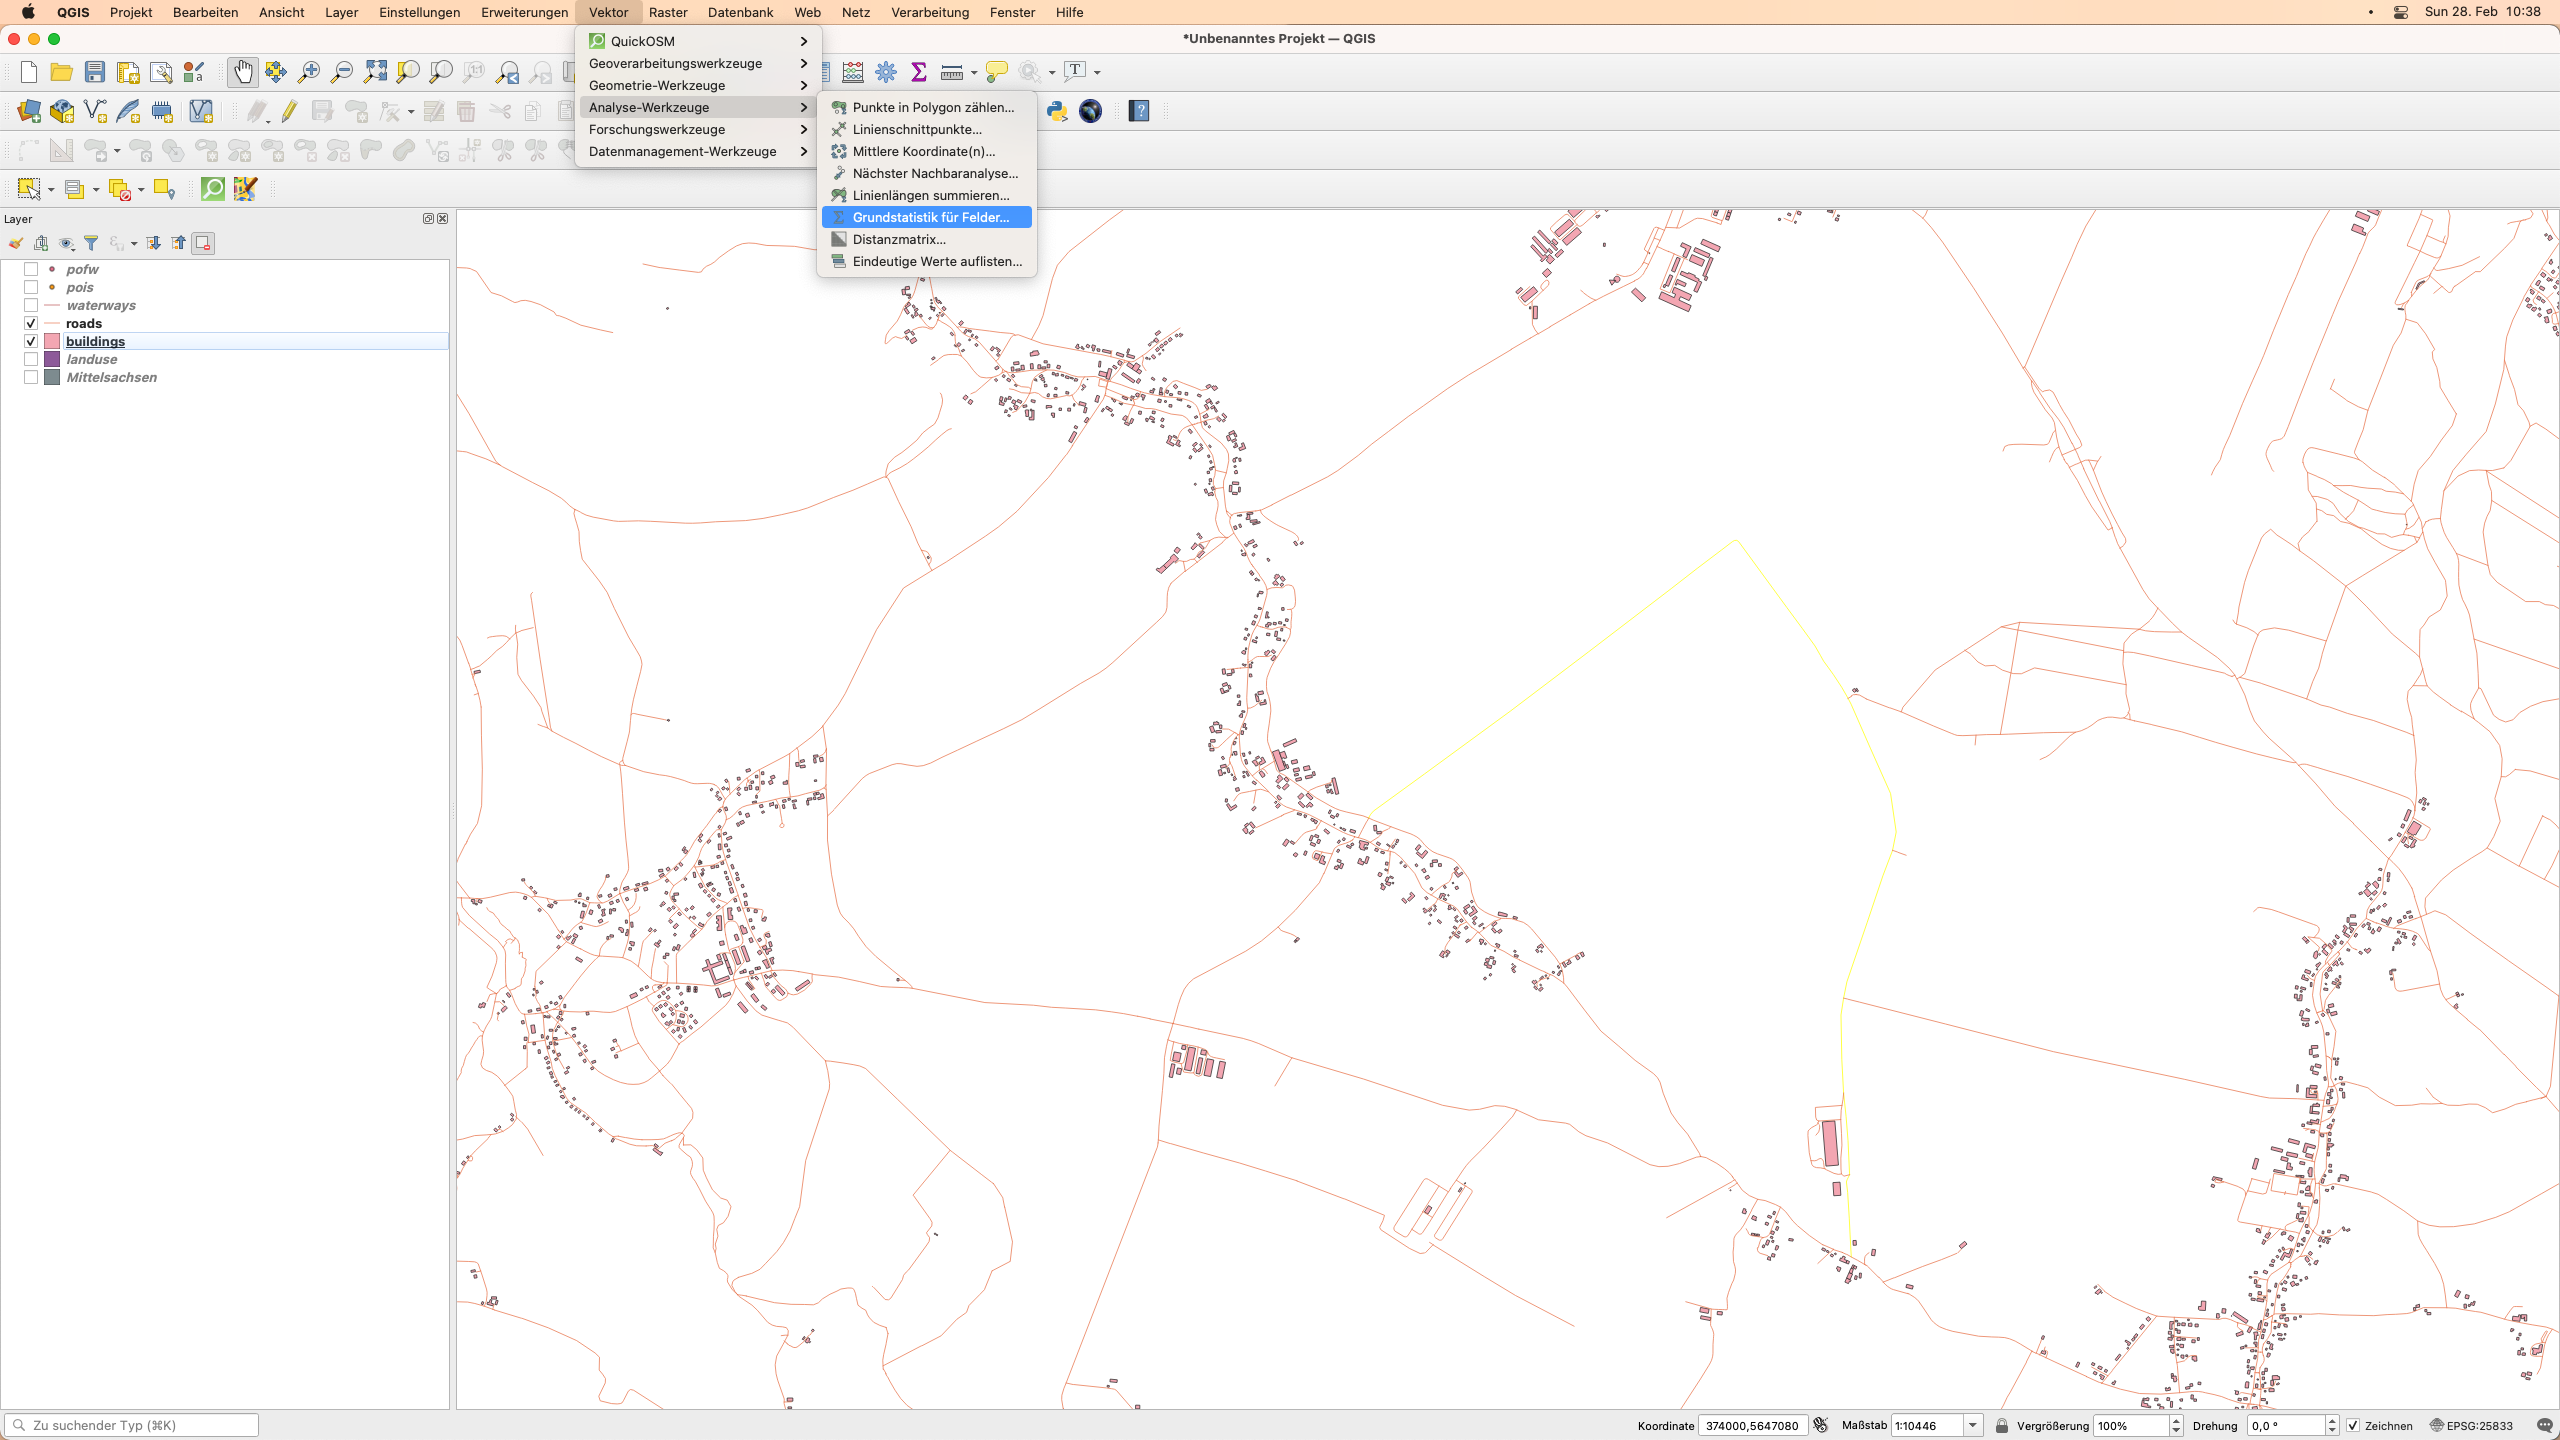 QGIS Projekt Bearbeiten Ansicht Layer Einstellungen Erweiterungen Vektor Raster Datenbank Web Netz Verarbeitung Fenster Hilfe Sun 28. Feb 10:38
*Unbenanntes Projekt — QGIS
QuickOSM
Geoverarbeitungswerkzeuge
Geometrie-Werkzeuge
Analyse-Werkzeuge
Forschungswerkzeuge
Datenmanagement-Werkzeuge
Punkte in Polygon zählen...
Linienschnittpunkte...
Mittlere Koordinate(n)...
Nächster Nachbaranalyse...
Linienlängen summieren...
Grundstatistik für Felder...
Distanzmatrix...
Eindeutige Werte auflisten...
Layer
pofw
pois
waterways
roads
buildings
landuse
Mittelsachsen
Zu suchender Typ (⌘K) Koordinate 374000,5647080 Maßstab 1:10446 Vergrößerung 100% Drehung 0,0 ° Zeichnen EPSG:25833